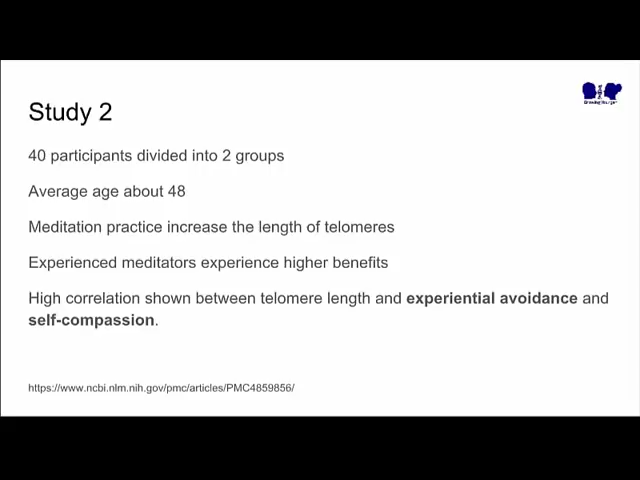 Study 2
40 participants divided into 2 groups
Average age about 48
Meditation practice increase the length of telomeres
Experienced meditators experience higher benefits
High correlation shown between telomere length and experiential avoidance and
self-compassion.
https://www.ncbi.nlm.nih.gov/pmc/articles/PMC4859856/